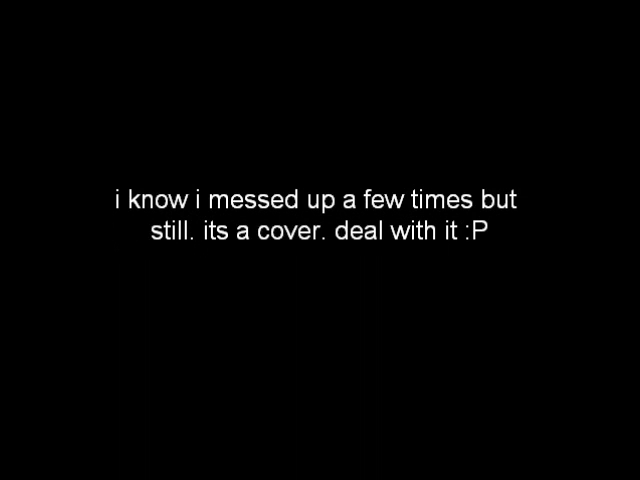 i know i messed up a few times but
still. its a cover. deal with it :P